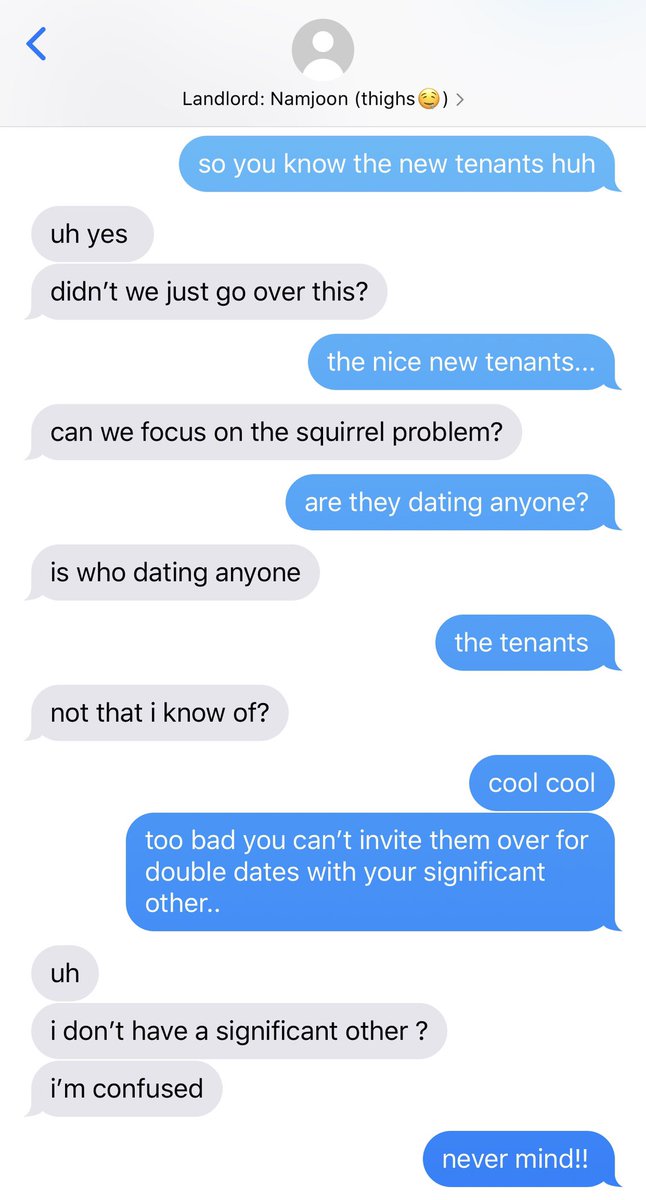 Landlord: Namjoon (thighs🤤)
so you know the new tenants huh
uh yes
didn’t we just go over this?
the nice new tenants...
can we focus on the squirrel problem?
are they dating anyone?
is who dating anyone
the tenants
not that i know of?
cool cool
too bad you can’t invite them over for
double dates with your significant
other..
uh
i don’t have a significant other ?
i’m confused
never mind!!